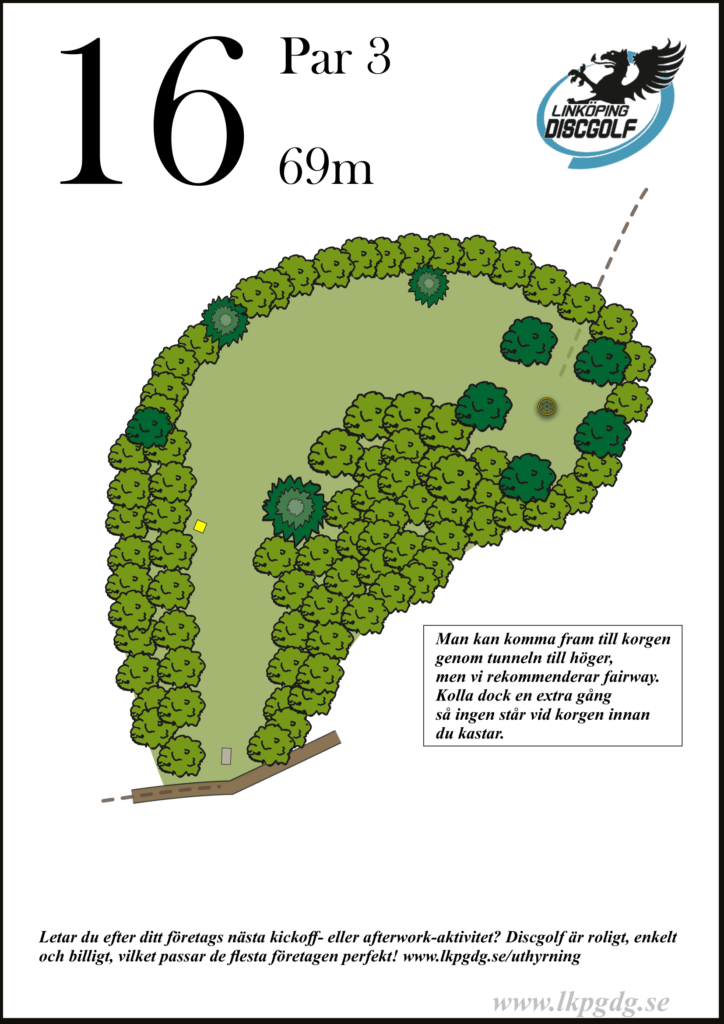 16
Par 3
69m
LINKÖPING
DISCGOLF
Man kan komma fram till korgen
genom tunneln till höger,
men vi rekommenderar fairway.
Kolla dock en extra gång
så ingen står vid korgen innan
du kastar.
Letar du efter ditt företags nästa kickoff- eller afterwork-aktivitet? Discgolf är roligt, enkelt
och billigt, vilket passar de flesta företagen perfekt! www.lkpgdg.se/uthyrning
www.lkpgdg.se